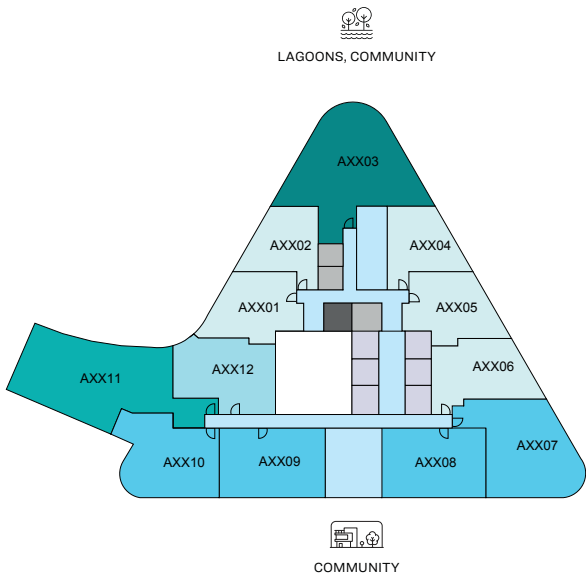 LAGOONS, COMMUNITY
AXX03
AXX02
AXX04
AXX01
AXX05
AXX12
AXX06
AXX11
AXX10
AXX09
AXX08
AXX07
COMMUNITY